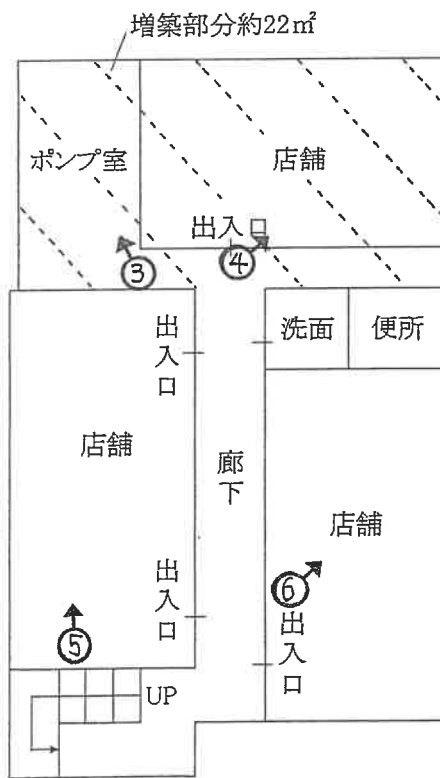 増築部分約22㎡
ポンプ室
店舗
出入口
③
④
出入口
洗面
便所
店舗
廊下
店舗
出入口
⑥
⑤
出入口
UP